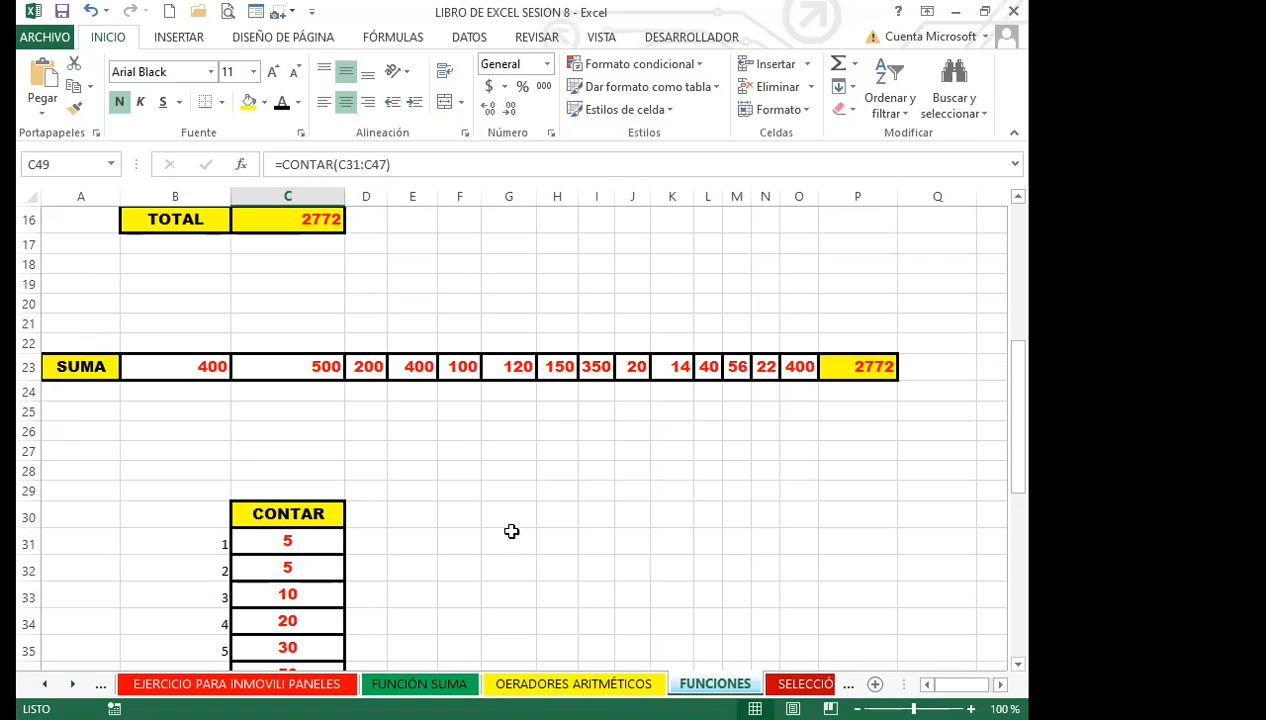 LIBRO DE EXCEL SESION 8 - Excel
?
ARCHIVO INICIO INSERTAR DISEÑO DE PÁGINA FÓRMULAS DATOS REVISAR VISTA DESARROLLADOR Cuenta Microsoft
Pegar
Arial Black 11
N K S
General
$ % 000
Formato condicional
Dar formato como tabla
Estilos de celda
Insertar
Eliminar
Formato
Ordenar y filtrar
Buscar y seleccionar
Portapapeles Fuente Alineación Número Estilos Celdas Modificar
C49 fx =CONTAR(C31:C47)
A B C D E F G H I J K L M N O P Q
16 TOTAL 2772
17
18
19
20
21
22
23 SUMA 400 500 200 400 100 120 150 350 20 14 40 56 22 400 2772
24
25
26
27
28
29
30 CONTAR
31 1 5
32 2 5
33 3 10
34 4 20
35 5 30
... EJERCICIO PARA INMOVILI PANELES FUNCIÓN SUMA OERADORES ARITMÉTICOS FUNCIONES SELECCIÓ ...
LISTO 100 %